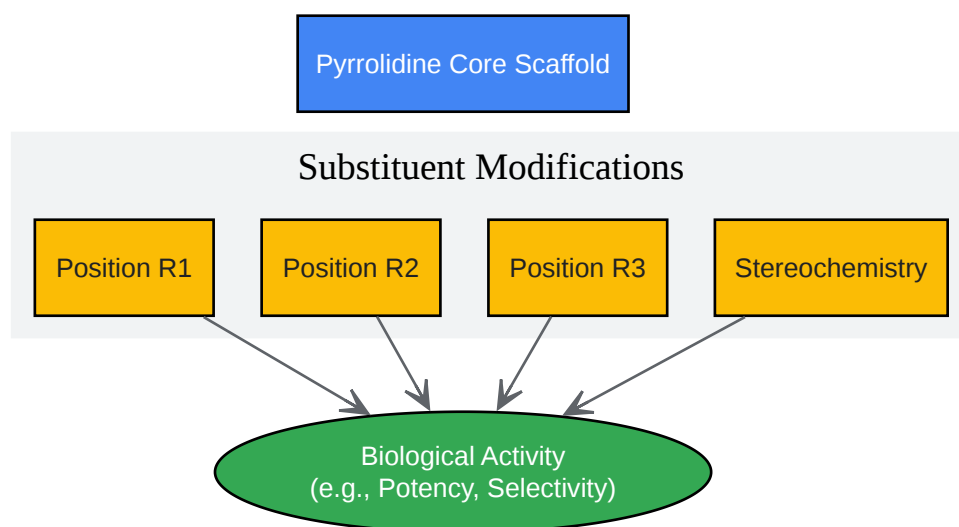 Pyrrolidine Core Scaffold
Substituent Modifications
Position R1
Position R2
Position R3
Stereochemistry
Biological Activity
(e.g., Potency, Selectivity)